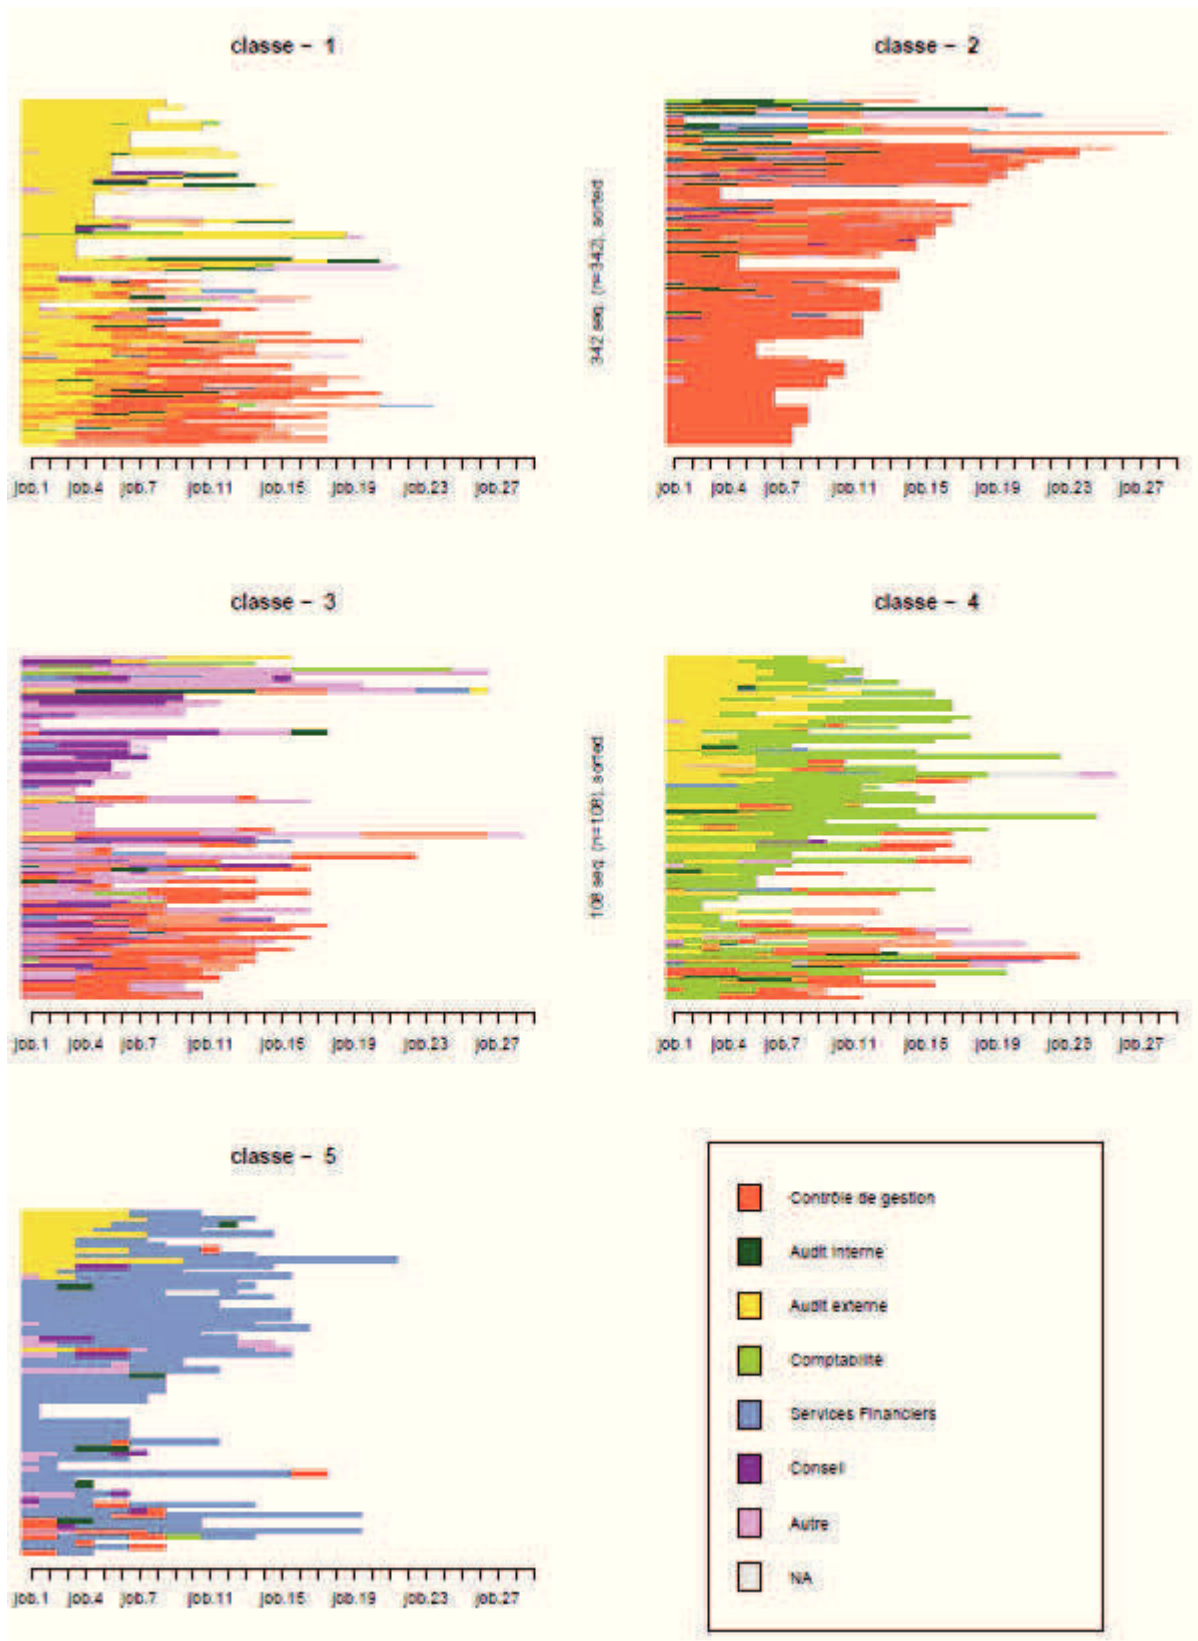 classe - 1
classe - 2
342 seq. (n=342), sorted
job.1 job.4 job.7 job.11 job.15 job.19 job.23 job.27
job.1 job.4 job.7 job.11 job.15 job.19 job.23 job.27
classe - 3
classe - 4
108 seq. (n=108), sorted
job.1 job.4 job.7 job.11 job.15 job.19 job.23 job.27
job.1 job.4 job.7 job.11 job.15 job.19 job.23 job.27
classe - 5
job.1 job.4 job.7 job.11 job.15 job.19 job.23 job.27
Contrôle de gestion
Audit Interne
Audit externe
Comptabilité
Services Financiers
Conseil
Autre
NA